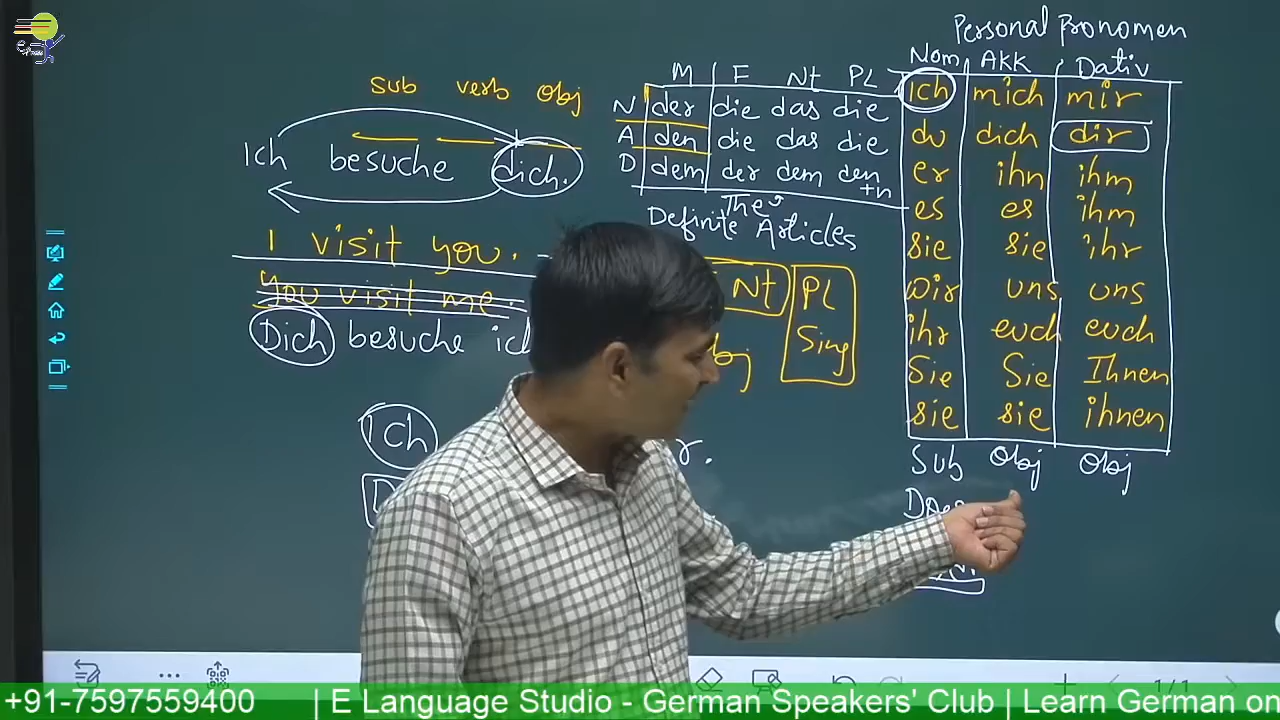 Personal Pronomen
Nom Akk Dativ
Ich mich mir
du dich dir
er ihn ihm
es es ihm
sie sie ihr
wir uns uns
ihr euch euch
Sie Sie Ihnen
sie sie ihnen
Sub Obj Obj
M F Nt PL
N der die das die
A den die das die
D dem der dem den
+n
The
Definite Articles
Sub verb Obj
Ich besuche dich.
I visit you.
you visit me.
Dich besuche
Nt PL
Sing
Ich
+91-7597559400 | E Language Studio - German Speakers' Club | Learn German on
1/1